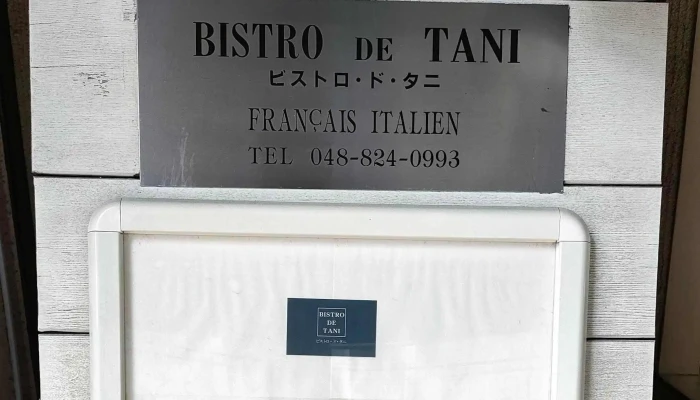 BISTRO DE TANI
ビストロ・ド・タニ
FRANÇAIS ITALIEN
TEL 048-824-0993
BISTRO
DE
TANI
ビストロ・ド・タニ